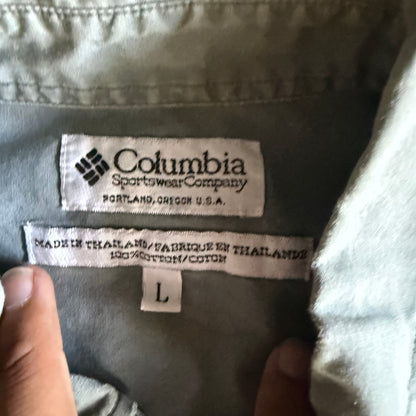 Columbia
Sportswear Company
PORTLAND, OREGON U.S.A.
MADE IN THAILAND/FABRIQUE EN THAILANDE
100% COTTON/COTON
L